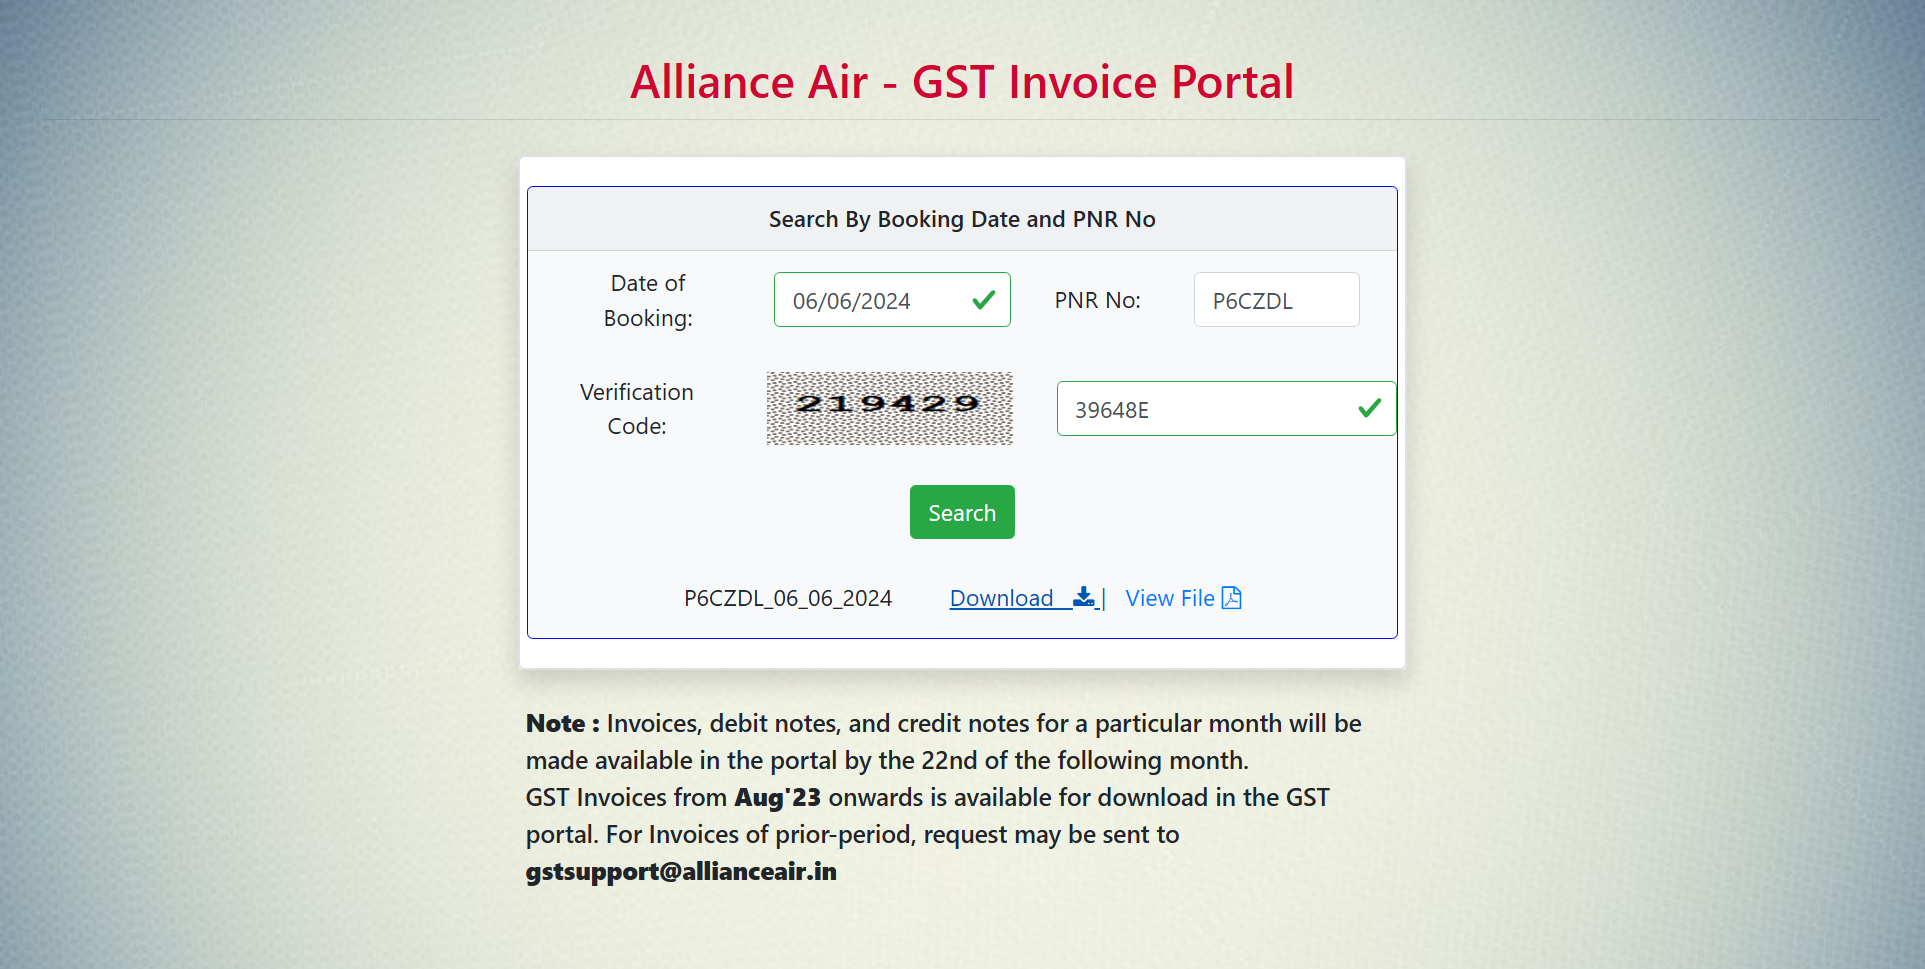 Alliance Air - GST Invoice Portal
Search By Booking Date and PNR No
Date of
Booking:
06/06/2024
PNR No:
P6CZDL
Verification
Code:
219429
39648E
Search
P6CZDL_06_06_2024 Download | View File
Note : Invoices, debit notes, and credit notes for a particular month will be
made available in the portal by the 22nd of the following month.
GST Invoices from Aug'23 onwards is available for download in the GST
portal. For Invoices of prior-period, request may be sent to
gstsupport@allianceair.in